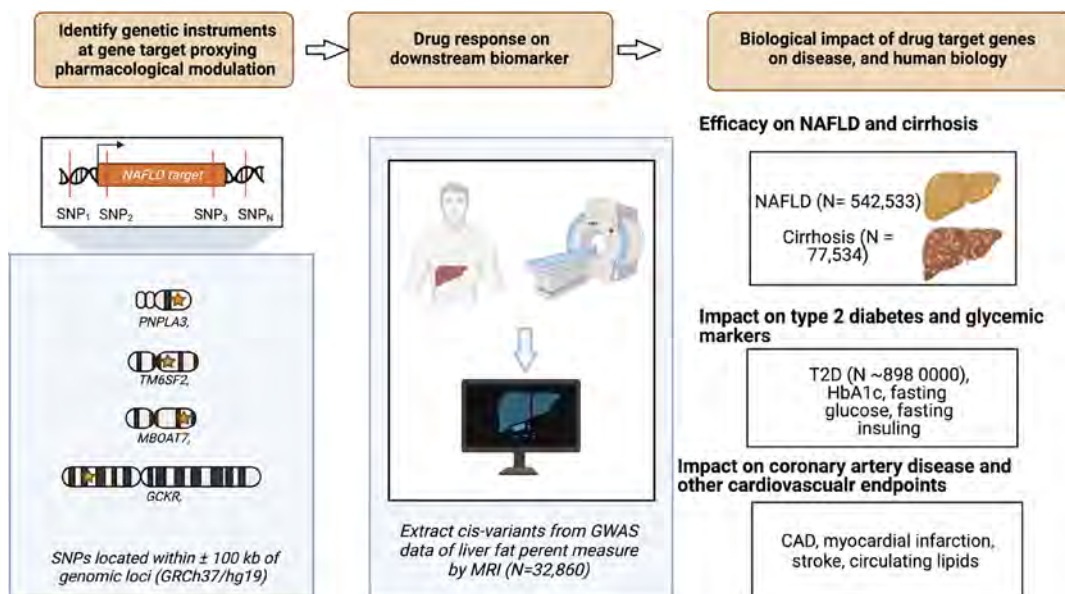 Identify genetic instruments
at gene target proxying
pharmacological modulation
Drug response on
downstream biomarker
Biological impact of drug target genes
on disease, and human biology
NAFLD target
SNP₁ SNP₂ SNP₃ SNPN
PNPLA3,
TM6SF2,
MBOAT7,
GCKR,
SNPs located within ± 100 kb of
genomic loci (GRCh37/hg19)
Extract cis-variants from GWAS
data of liver fat perent measure
by MRI (N=32,860)
Efficacy on NAFLD and cirrhosis
NAFLD (N= 542,533)
Cirrhosis (N =
77,534)
Impact on type 2 diabetes and glycemic
markers
T2D (N ~898 0000),
HbA1c, fasting
glucose, fasting
insuling
Impact on coronary artery disease and
other cardiovascualr endpoints
CAD, myocardial infarction,
stroke, circulating lipids